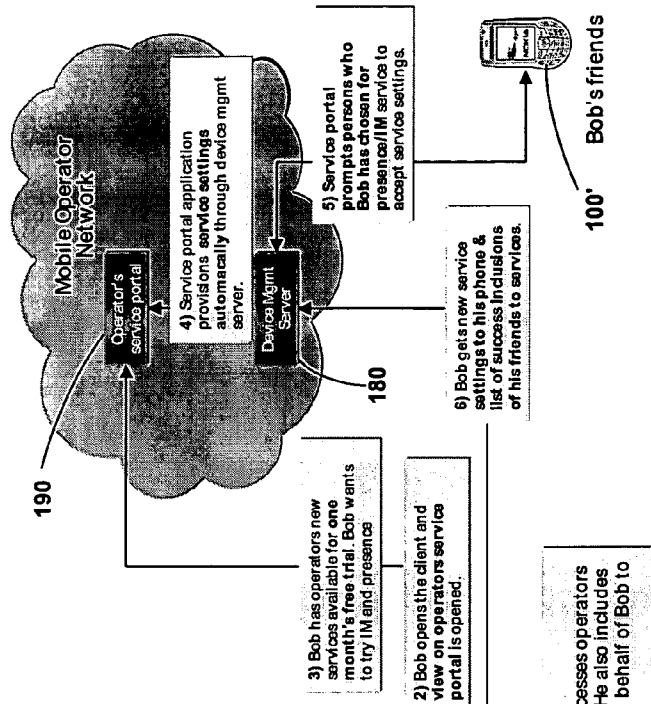 Mobile Operator
Network
190
Operator's
service portal
4) Service portal application
provisions service settings
automacally through device mgmt
server.
Device Mgmt
Server
180
5) Service portal
prompts persons who
Bob has chosen for
presence/IM service to
accept service settings.
NOKIA
100'
Bob's friends
3) Bob has operators new
services available for one
month's free trial. Bob wants
to try IM and presence
2) Bob opens the client and
view on operators service
portal is opened.
6) Bob gets new service
settings to his phone &
list of success inclusions
of his friends to services.
cesses operators
He also includes
behalf of Bob to